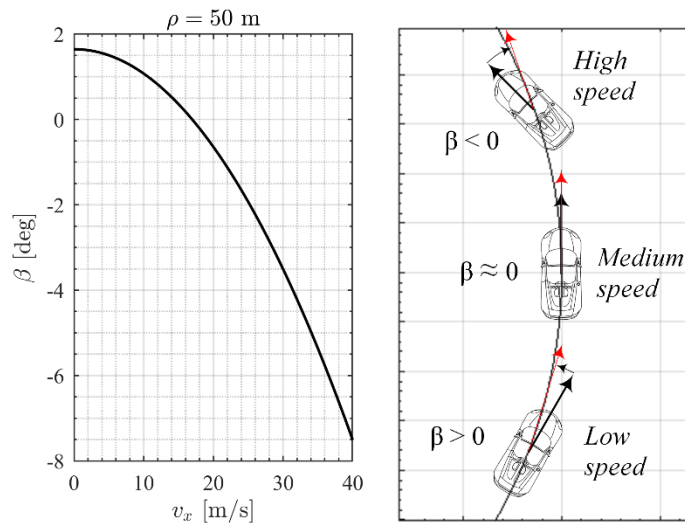 ρ = 50 m
2
0
-2
-4
-6
-8
β [deg]
0
10
20
30
40
v_x [m/s]
High
speed
β < 0
β ≈ 0
Medium
speed
β > 0
Low
speed